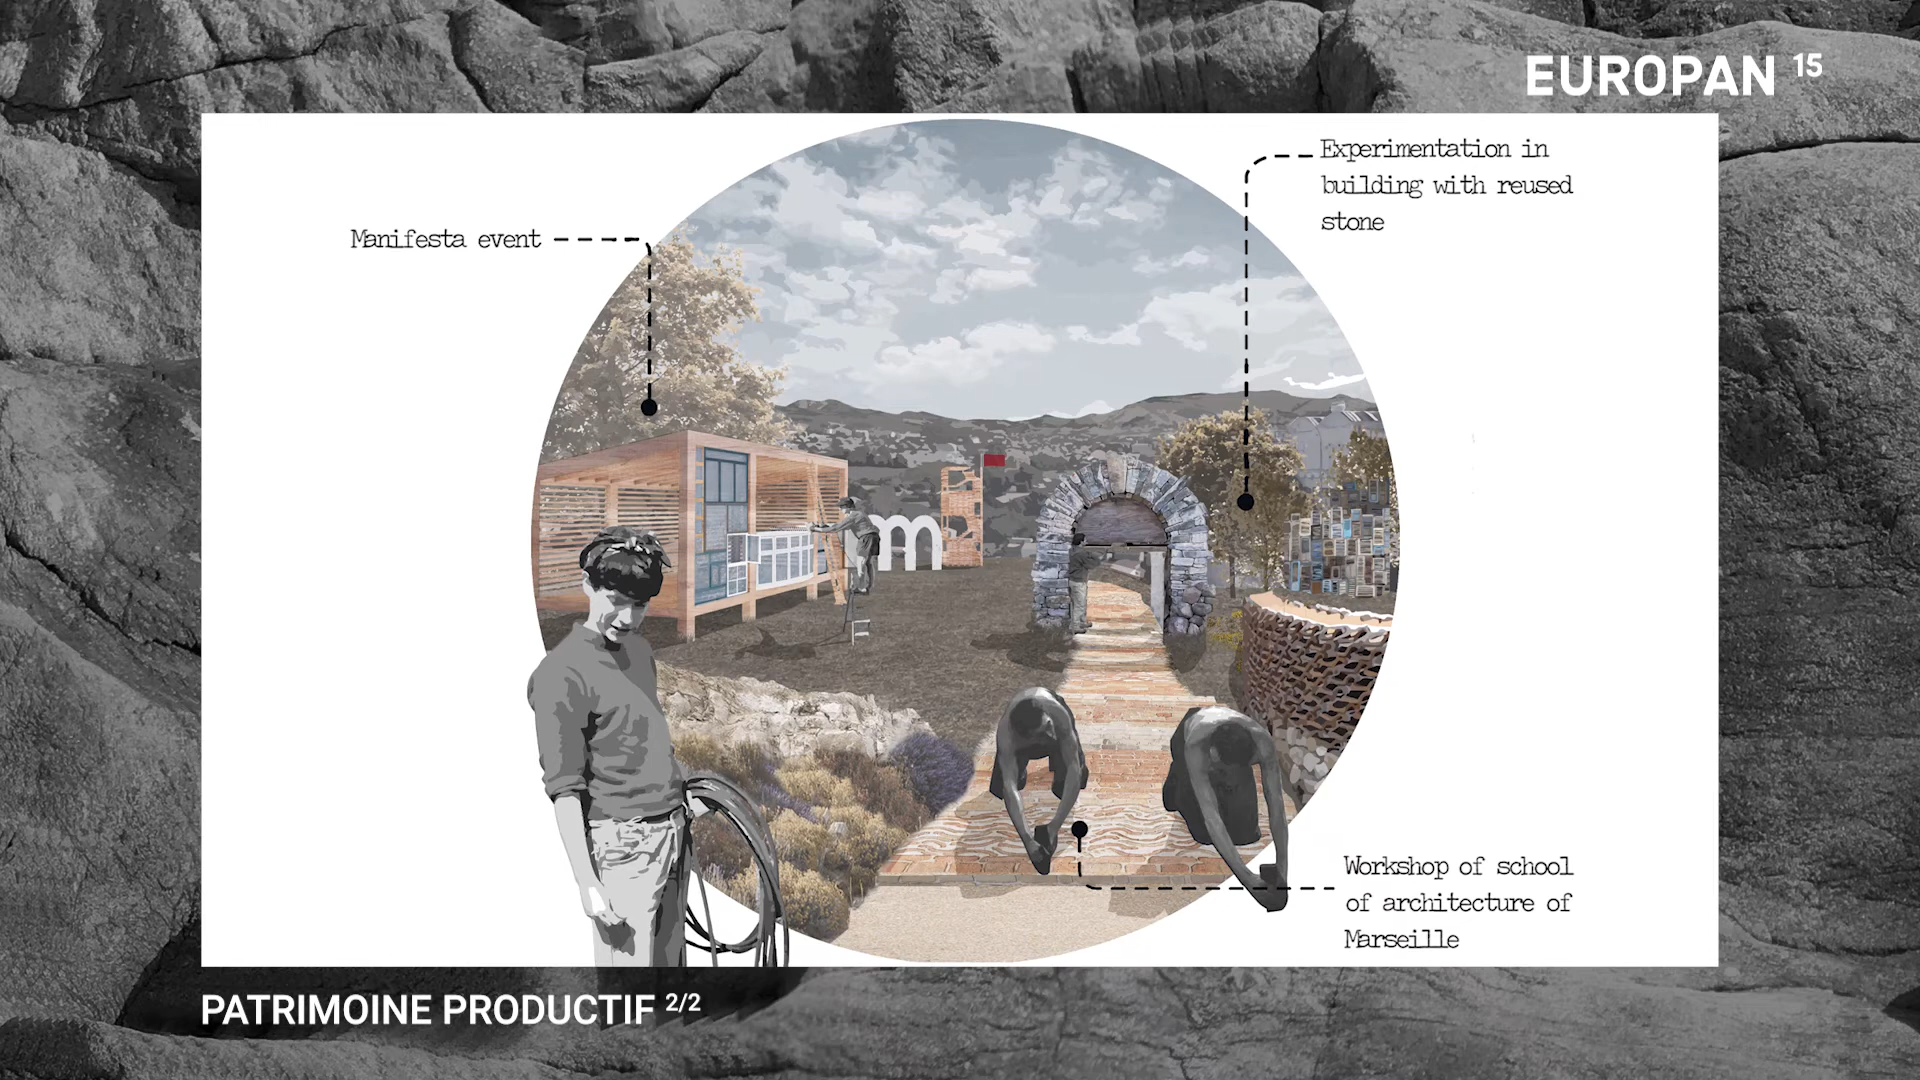 EUROPAN 15
Experimentation in
building with reused
stone
Manifesta event
m
Workshop of school
of architecture of
Marseille
PATRIMOINE PRODUCTIF 2/2